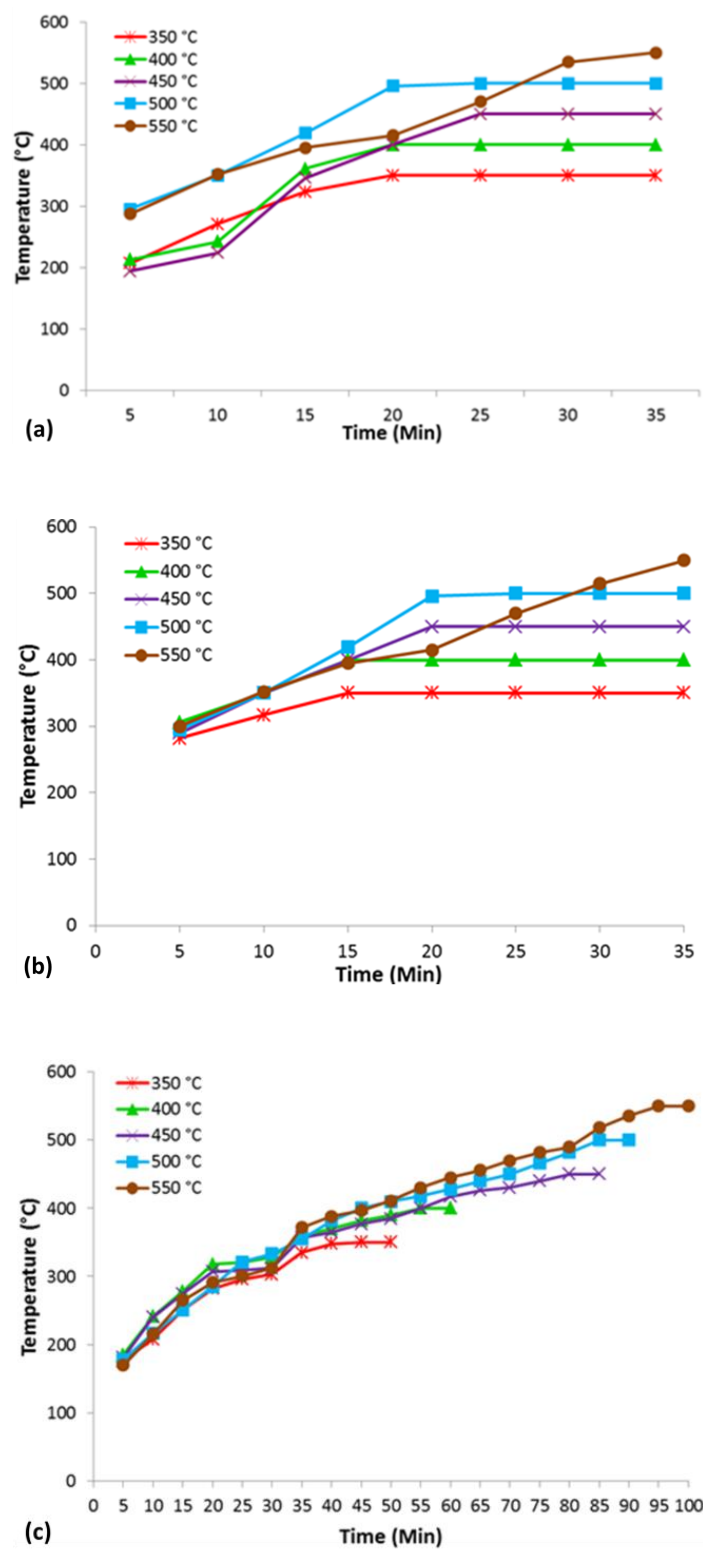 600
500
400
300
200
100
0
Temperature (°C)
350 °C
400 °C
450 °C
500 °C
550 °C
5 10 15 20 25 30 35
Time (Min)
(a)
600
500
400
300
200
100
0
Temperature (°C)
350 °C
400 °C
450 °C
500 °C
550 °C
0 5 10 15 20 25 30 35
Time (Min)
(b)
600
500
400
300
200
100
0
Temperature (°C)
350 °C
400 °C
450 °C
500 °C
550 °C
0 5 10 15 20 25 30 35 40 45 50 55 60 65 70 75 80 85 90 95 100
Time (Min)
(c)